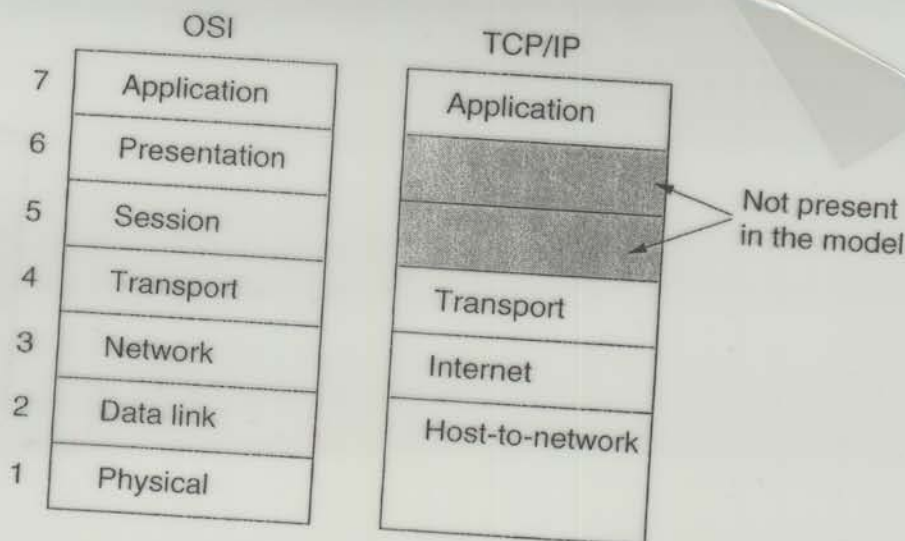 OSI
7 Application
6 Presentation
5 Session
4 Transport
3 Network
2 Data link
1 Physical
TCP/IP
Application
Transport
Internet
Host-to-network
Not present
in the model